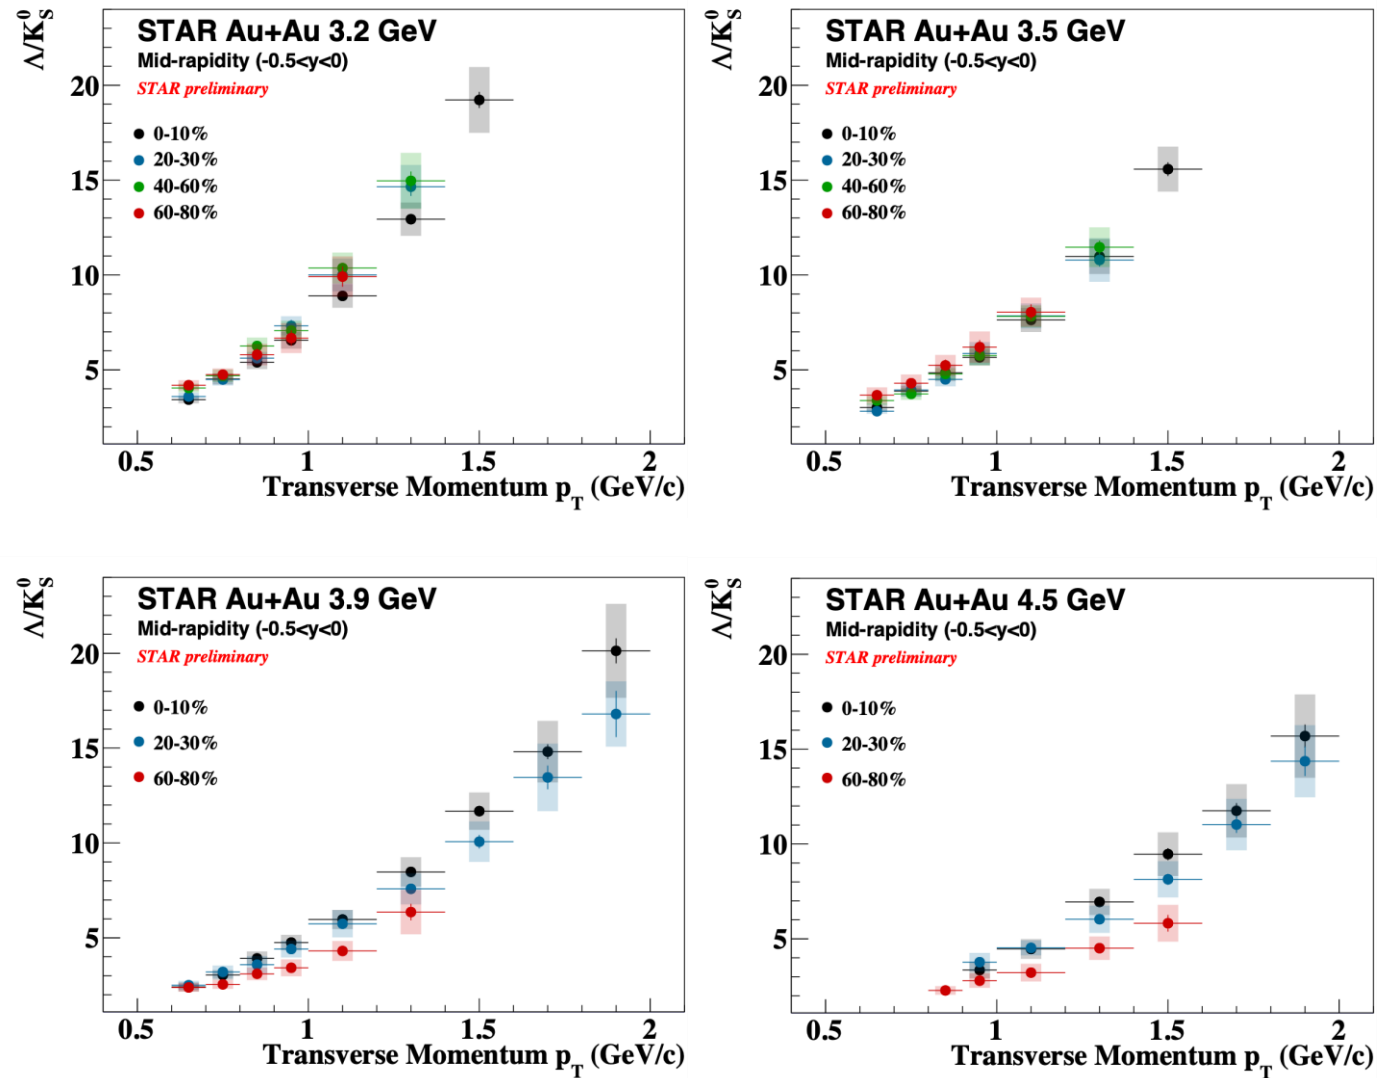 Λ/K⁰S
STAR Au+Au 3.2 GeV
Mid-rapidity (-0.5<y<0)
STAR preliminary
0-10%
20-30%
40-60%
60-80%
20
15
10
5
0.5 1 1.5 2
Transverse Momentum pT (GeV/c)
Λ/K⁰S
STAR Au+Au 3.5 GeV
Mid-rapidity (-0.5<y<0)
STAR preliminary
0-10%
20-30%
40-60%
60-80%
20
15
10
5
0.5 1 1.5 2
Transverse Momentum pT (GeV/c)
Λ/K⁰S
STAR Au+Au 3.9 GeV
Mid-rapidity (-0.5<y<0)
STAR preliminary
0-10%
20-30%
60-80%
20
15
10
5
0.5 1 1.5 2
Transverse Momentum pT (GeV/c)
Λ/K⁰S
STAR Au+Au 4.5 GeV
Mid-rapidity (-0.5<y<0)
STAR preliminary
0-10%
20-30%
60-80%
20
15
10
5
0.5 1 1.5 2
Transverse Momentum pT (GeV/c)